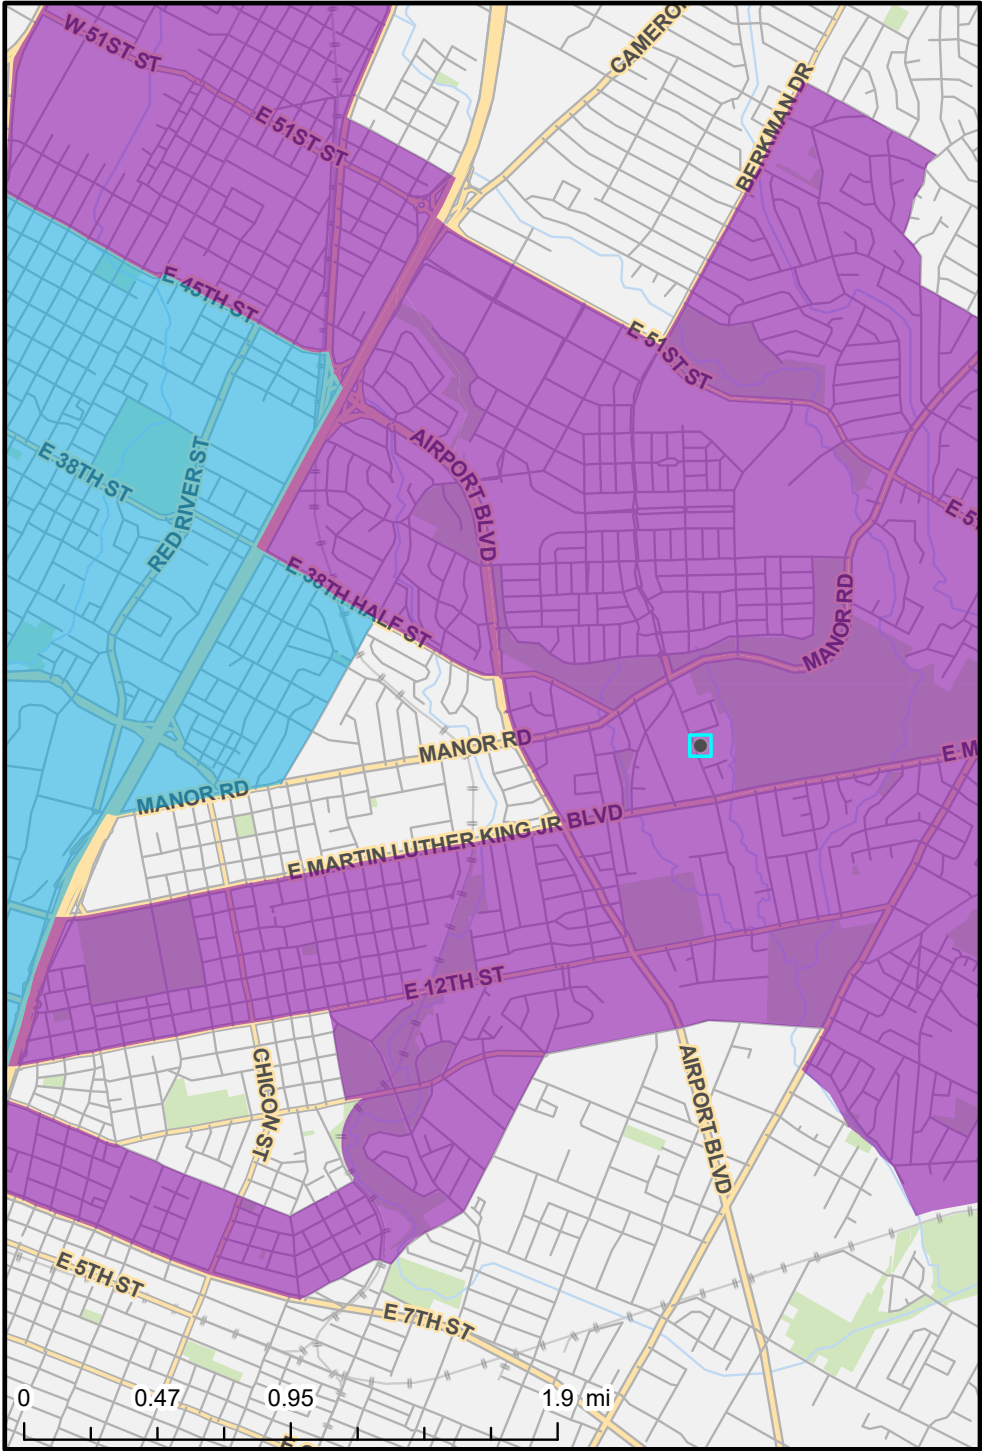 W 51ST ST
E 51ST ST
CAMERO
BERKMAN DR
E 45TH ST
E 51ST ST
E 38TH ST
RED RIVER ST
AIRPORT BLVD
E 5
E 38TH HALF ST
MANOR RD
MANOR RD
E M
MANOR RD
E MARTIN LUTHER KING JR BLVD
E 12TH ST
CHICON ST
AIRPORT BLVD
E 5TH ST
E 7TH ST
0 0.47 0.95 1.9 mi